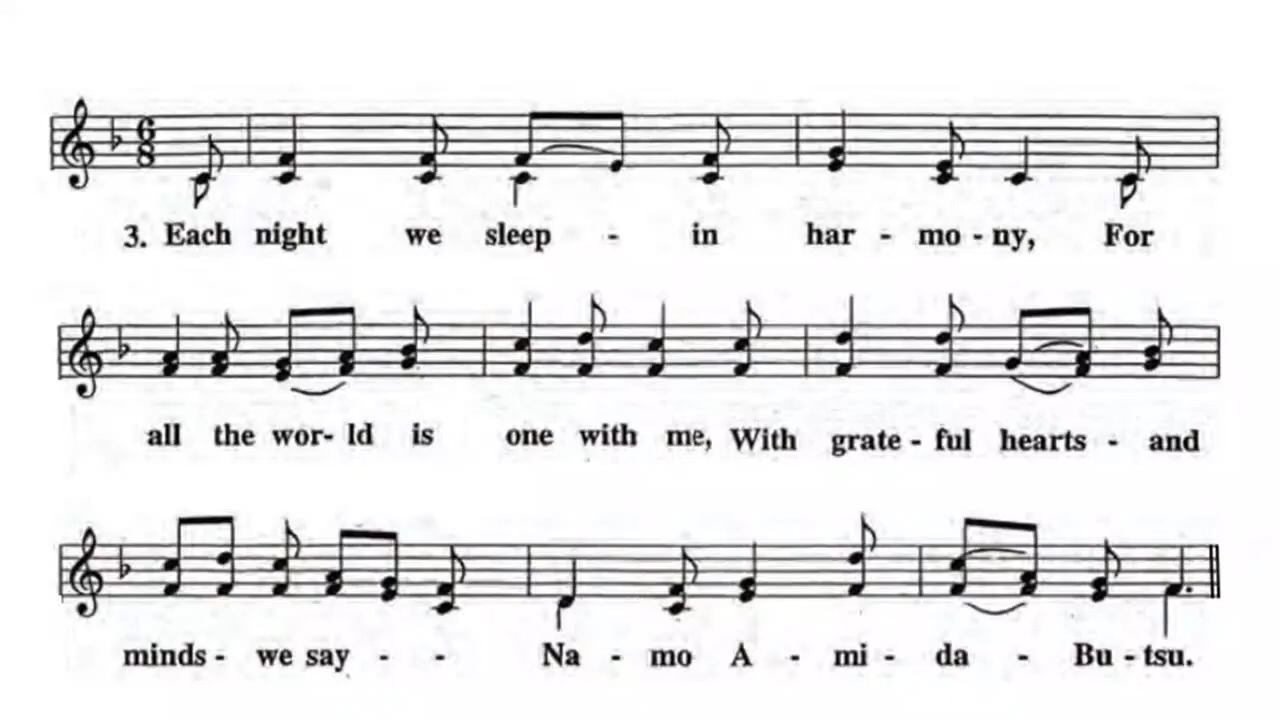 3. Each night we sleep - in har - mo - ny, For
all the wor- ld is one with me, With grate - ful hearts - and
minds - we say - - Na - mo A - mi - da - Bu - tsu.